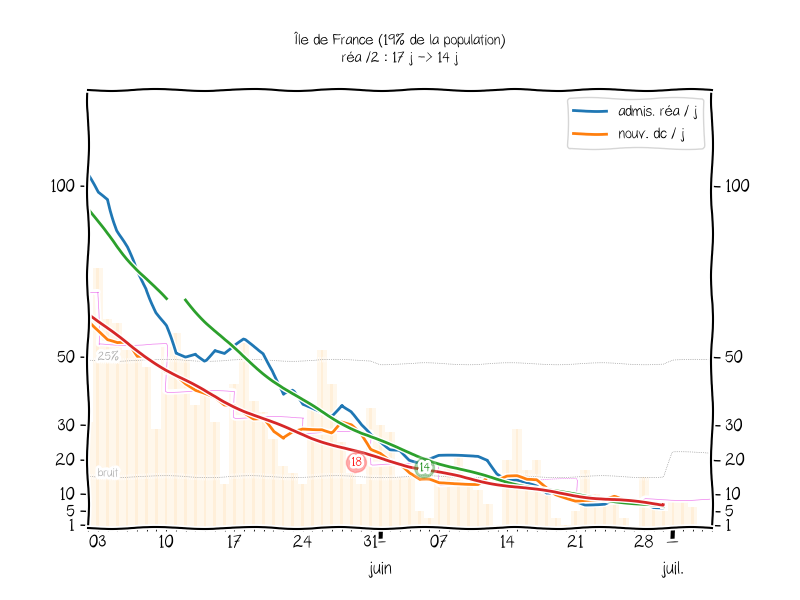 Île de France (19% de la population)
réa /2 : 17 j -> 14 j
admis. réa / j
nouv. dc / j
100
100
50
50
30
30
20
20
10
10
5
5
1
1
25%
bruit
18
14
03 10 17 24 31 07 14 21 28
juin juil.